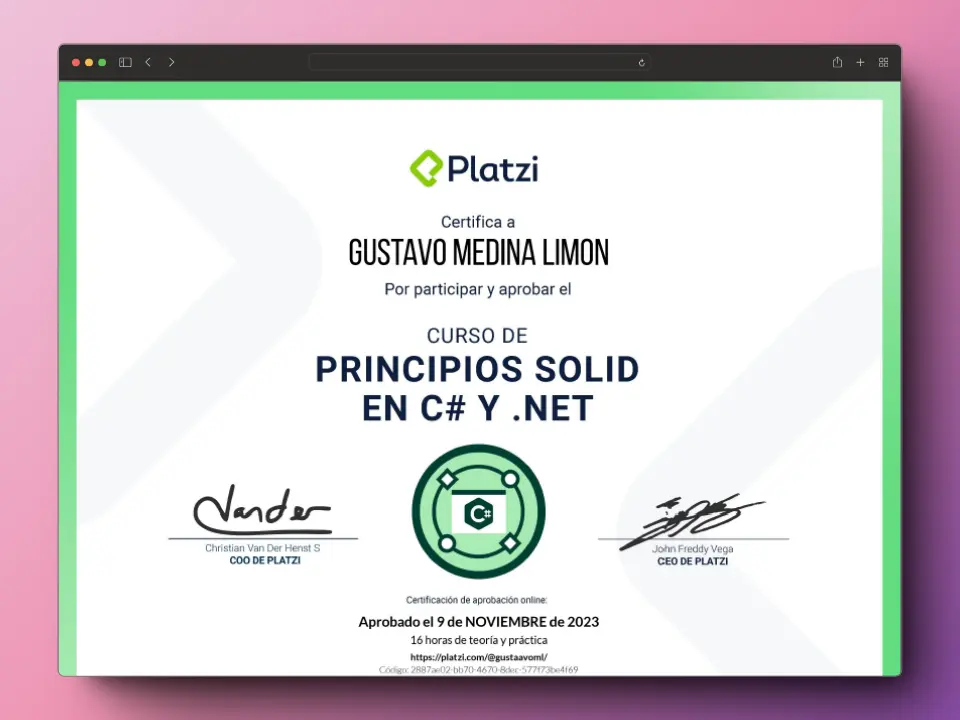 Platzi
Certifica a
GUSTAVO MEDINA LIMON
Por participar y aprobar el
CURSO DE
PRINCIPIOS SOLID
EN C# Y .NET
Vander
C#
Christian Van Der Henst S
COO DE PLATZI
John Freddy Vega
CEO DE PLATZI
Certificación de aprobación online:
Aprobado el 9 de NOVIEMBRE de 2023
16 horas de teoría y práctica
https://platzi.com/@gustaavoml/
Código: 2887ae02-bb70-4670-8dec-577f73be4f69